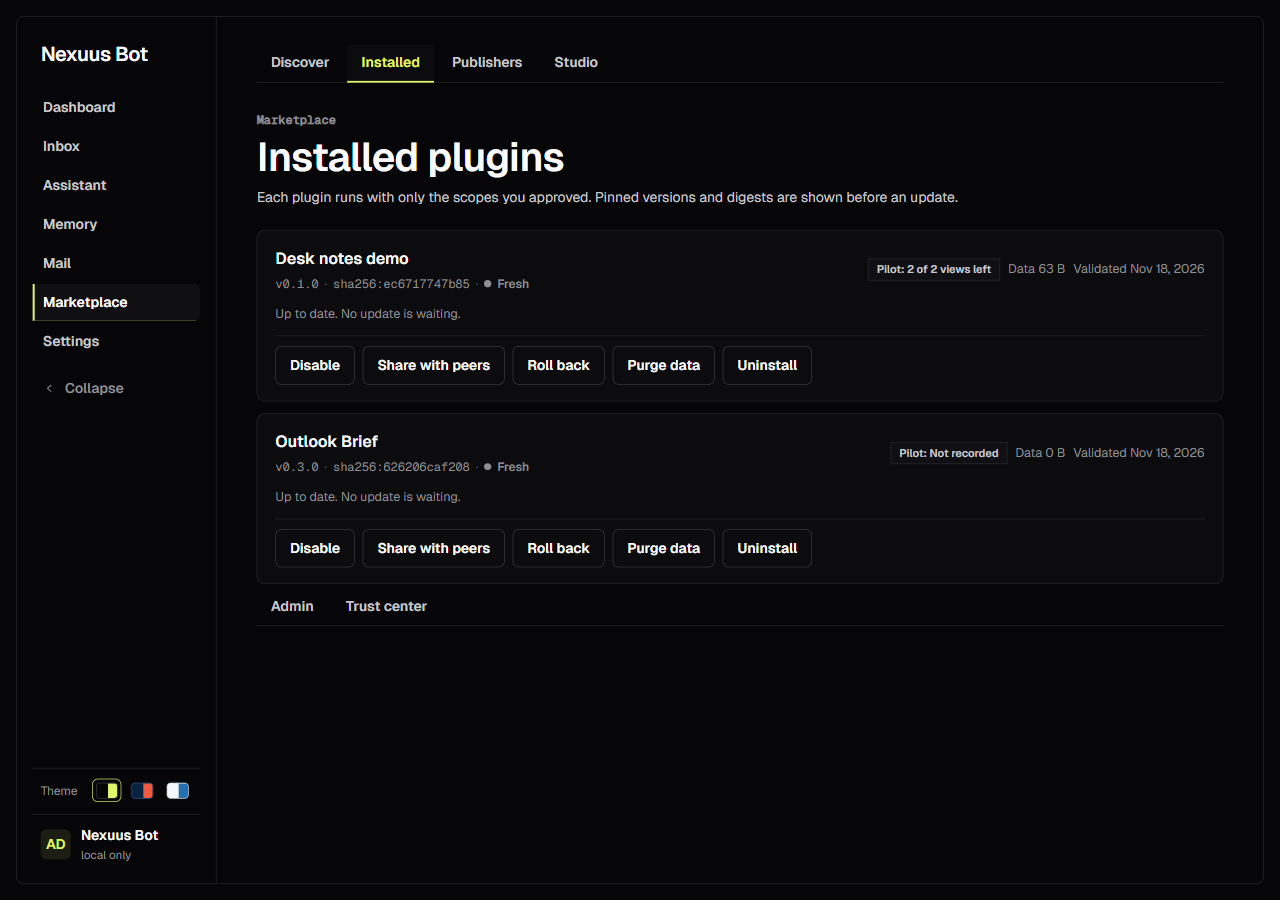 Nexuus Bot
Dashboard
Inbox
Assistant
Memory
Mail
Marketplace
Settings
Collapse
Theme
AD
Nexuus Bot
local only
Discover Installed Publishers Studio
Marketplace
Installed plugins
Each plugin runs with only the scopes you approved. Pinned versions and digests are shown before an update.
Desk notes demo
v0.1.0 · sha256:ec6717747b85 · Fresh
Pilot: 2 of 2 views left Data 63 B Validated Nov 18, 2026
Up to date. No update is waiting.
Disable Share with peers Roll back Purge data Uninstall
Outlook Brief
v0.3.0 · sha256:626206caf208 · Fresh
Pilot: Not recorded Data 0 B Validated Nov 18, 2026
Up to date. No update is waiting.
Disable Share with peers Roll back Purge data Uninstall
Admin Trust center